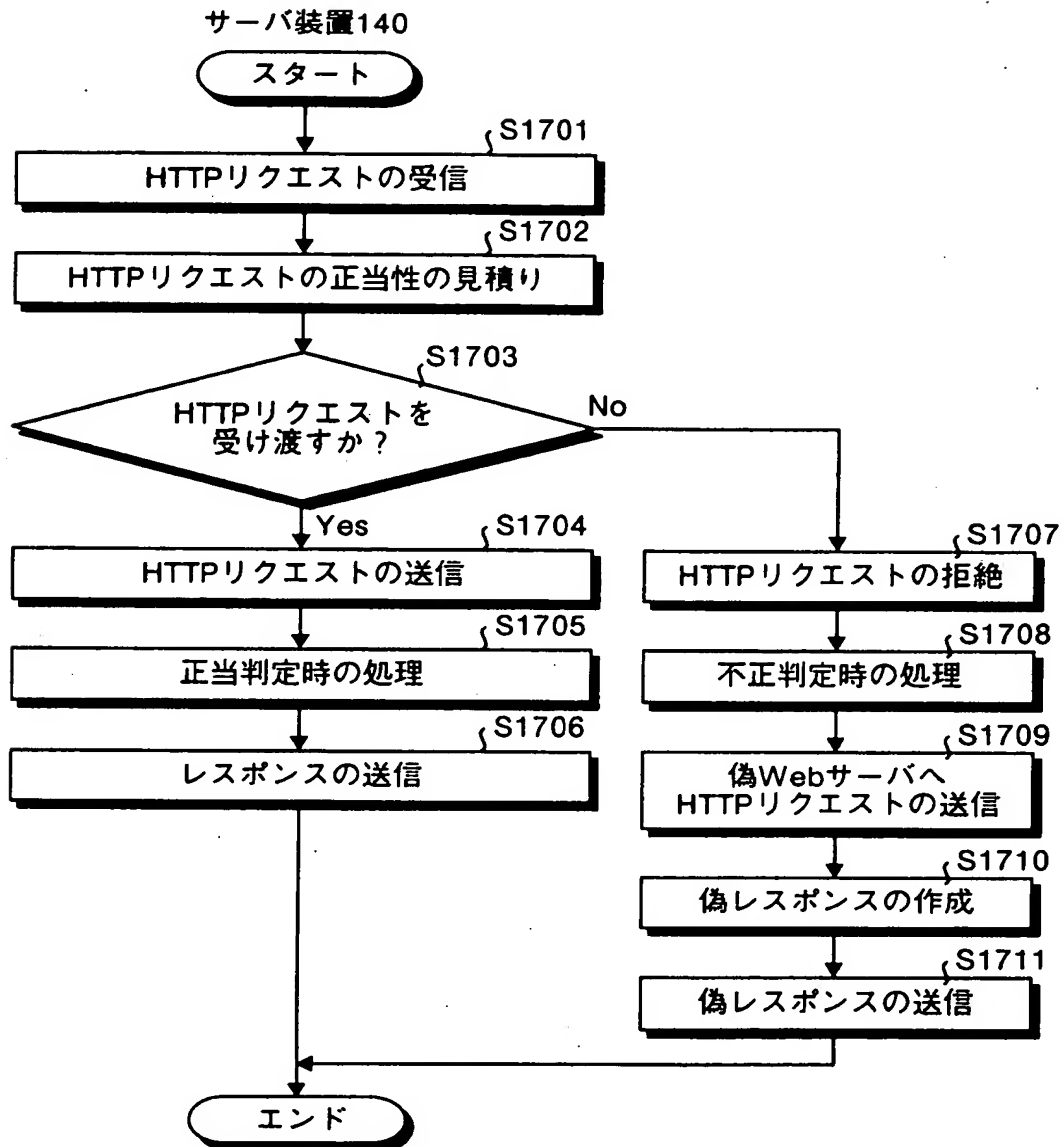 サーバ装置140
スタート
S1701
HTTPリクエストの受信
S1702
HTTPリクエストの正当性の見積り
S1703
HTTPリクエストを
受け渡すか？
No
Yes
S1704
HTTPリクエストの送信
S1705
正当判定時の処理
S1706
レスポンスの送信
S1707
HTTPリクエストの拒絶
S1708
不正判定時の処理
S1709
偽Webサーバへ
HTTPリクエストの送信
S1710
偽レスポンスの作成
S1711
偽レスポンスの送信
エンド